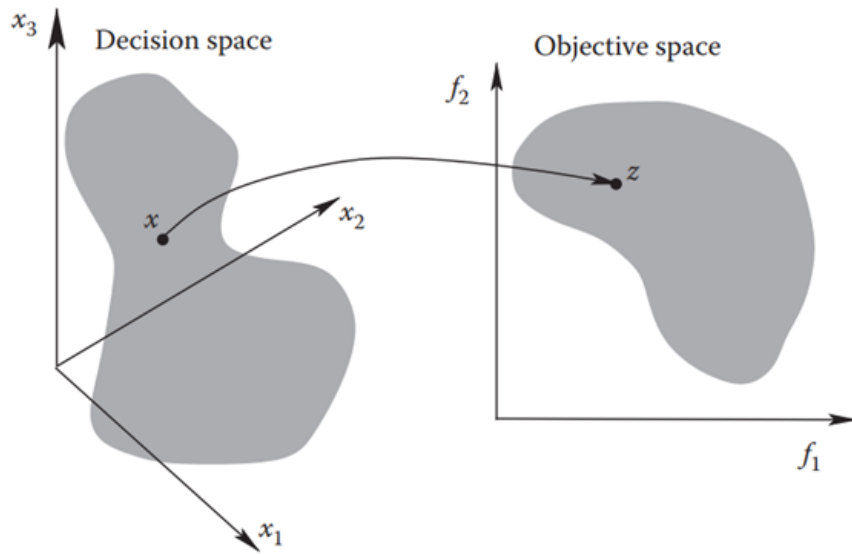 x3
Decision space
Objective space
f2
z
x
x2
f1
x1